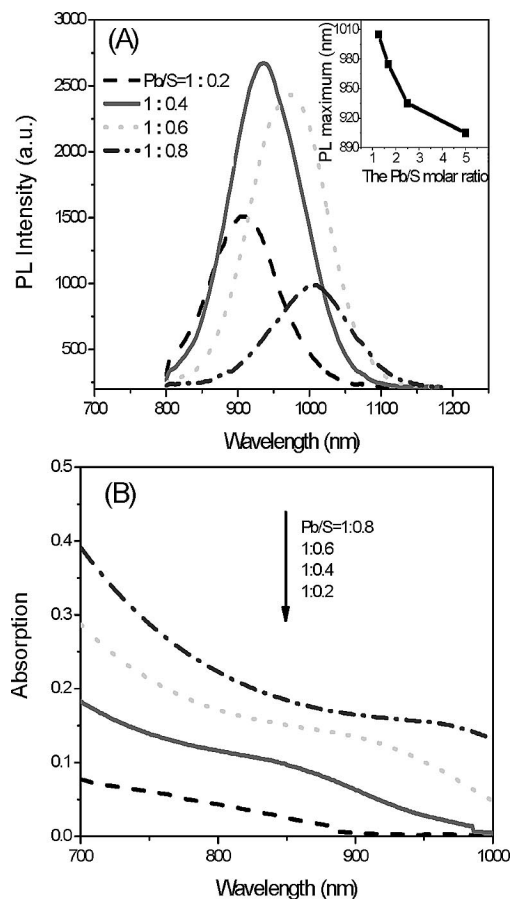 (A)
3000
2500
2000
1500
1000
500
PL Intensity (a.u.)
Pb/S=1 : 0.2
1 : 0.4
1 : 0.6
1 : 0.8
PL maximum (nm)
1010
980
950
920
890
1 2 3 4 5
The Pb/S molar ratio
700 800 900 1000 1100 1200
Wavelength (nm)
(B)
0.5
0.4
0.3
0.2
0.1
0.0
Absorption
Pb/S=1:0.8
1:0.6
1:0.4
1:0.2
700 800 900 1000
Wavelength (nm)